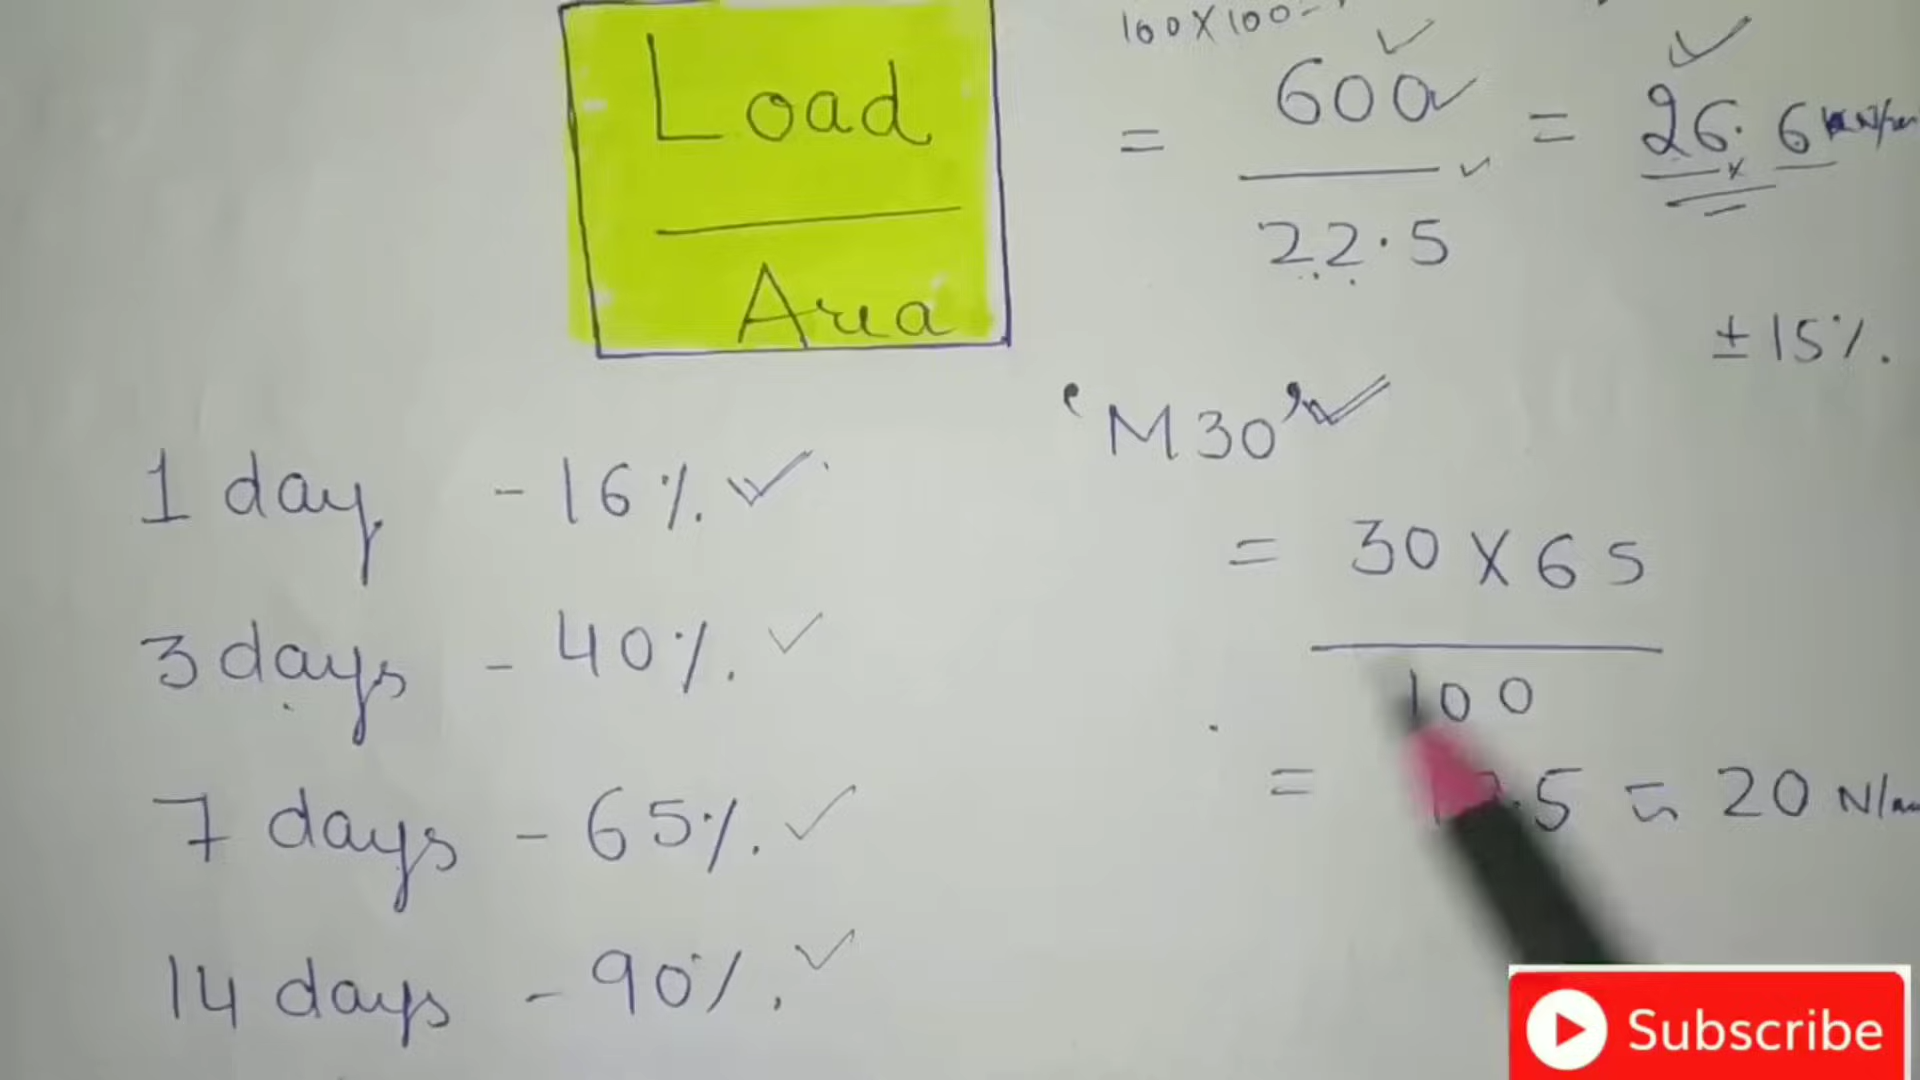 Load
Area
100X100
= 600 = 26.6
22.5
± 15%.
'M30'
1 day - 16%.
3 days - 40%.
7 days - 65%.
14 days - 90%.
= 30 X 65
100
= .5 ≈ 20 N/
Subscribe